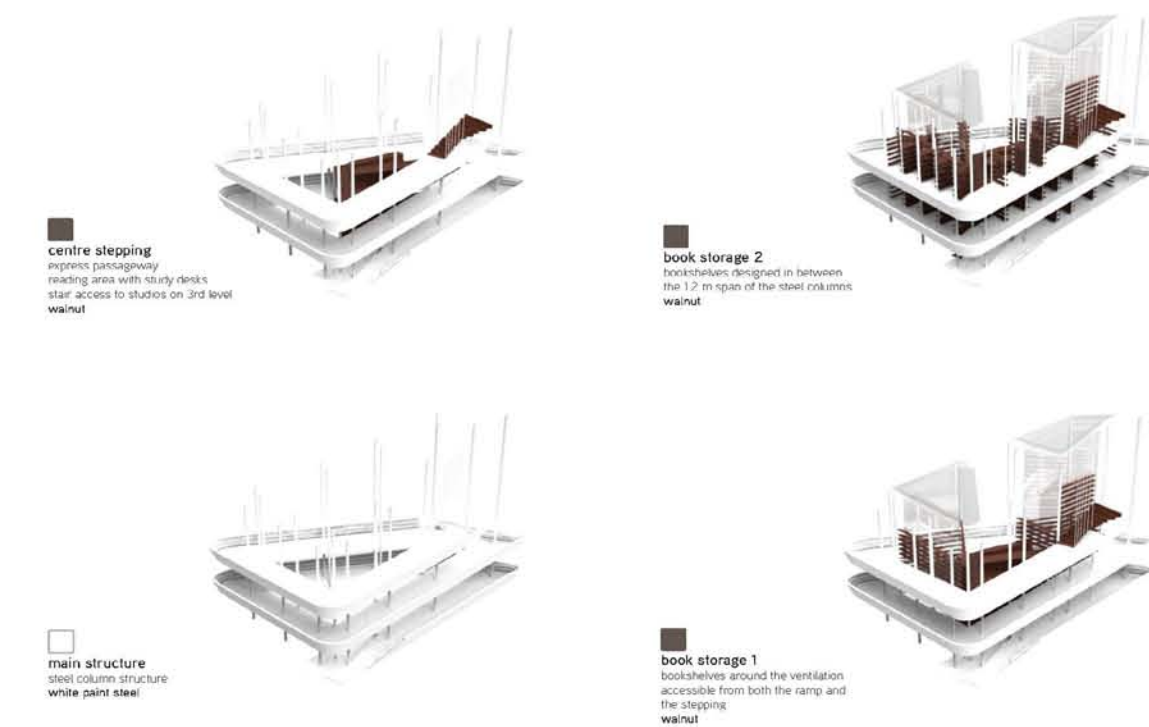 centre stepping
express passageway
reading area with study desks
stair access to studios on 3rd level
walnut
book storage 2
bookshelves designed in between
the 1.2 m span of the steel columns
walnut
main structure
steel column structure
white paint steel
book storage 1
bookshelves around the ventilation
accessible from both the ramp and
the stepping
walnut